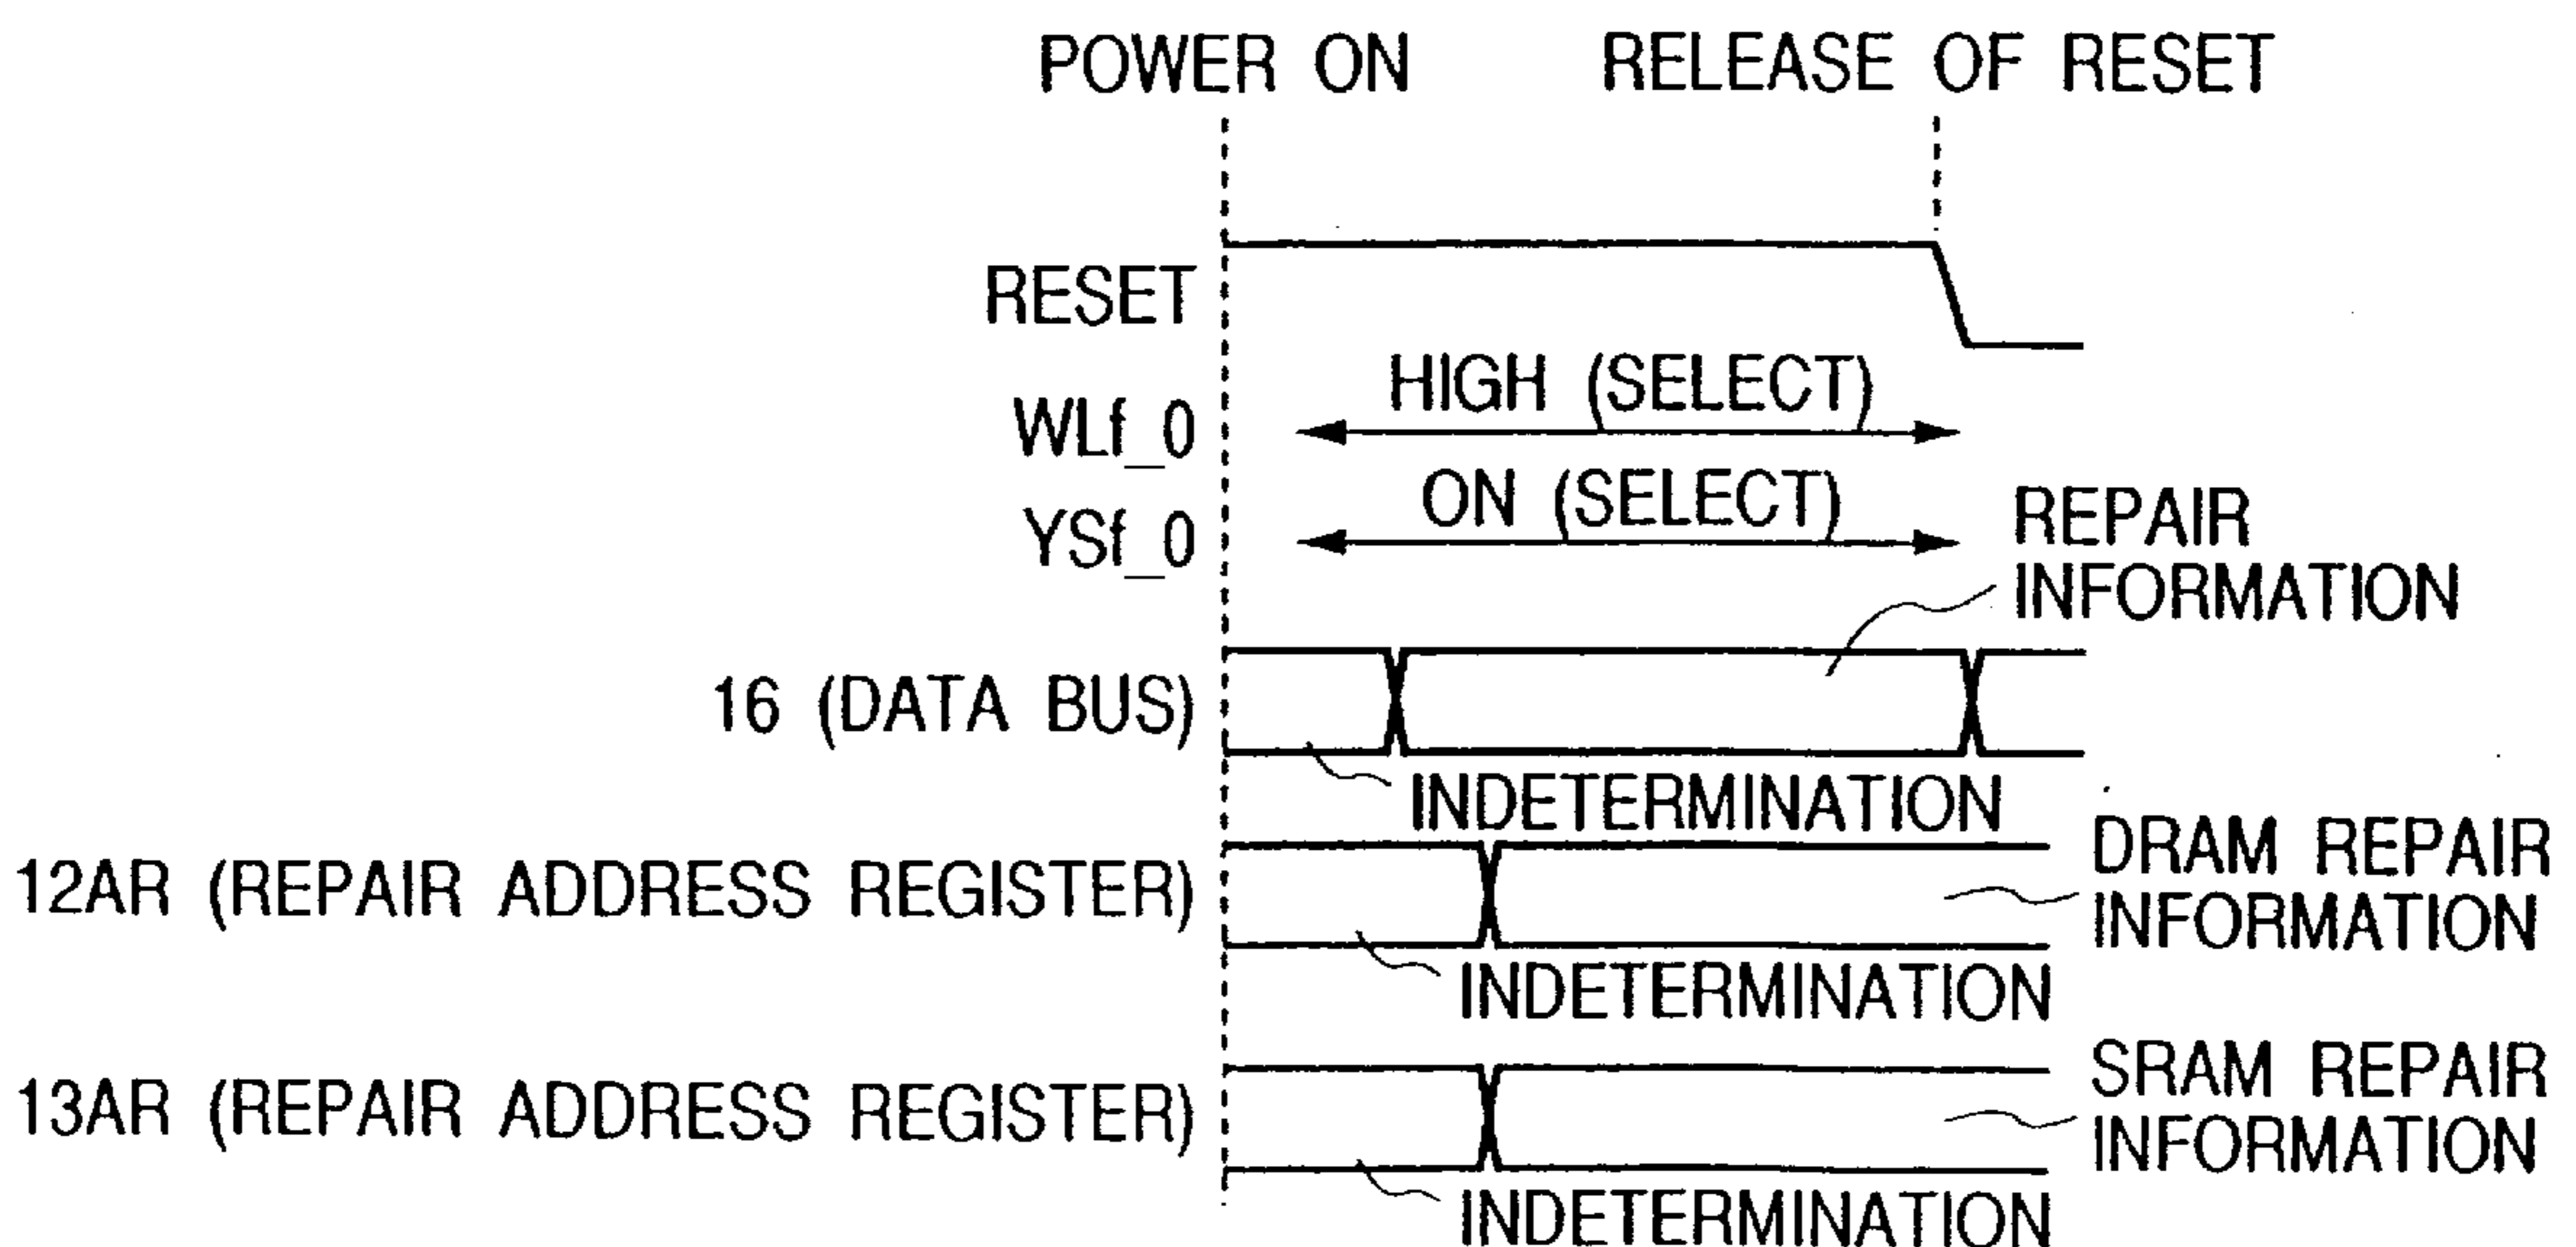 POWER ON
RELEASE OF RESET
RESET
WLf_0
HIGH (SELECT)
YSf_0
ON (SELECT)
REPAIR
INFORMATION
16 (DATA BUS)
INDETERMINATION
12AR (REPAIR ADDRESS REGISTER)
DRAM REPAIR
INFORMATION
INDETERMINATION
13AR (REPAIR ADDRESS REGISTER)
SRAM REPAIR
INFORMATION
INDETERMINATION